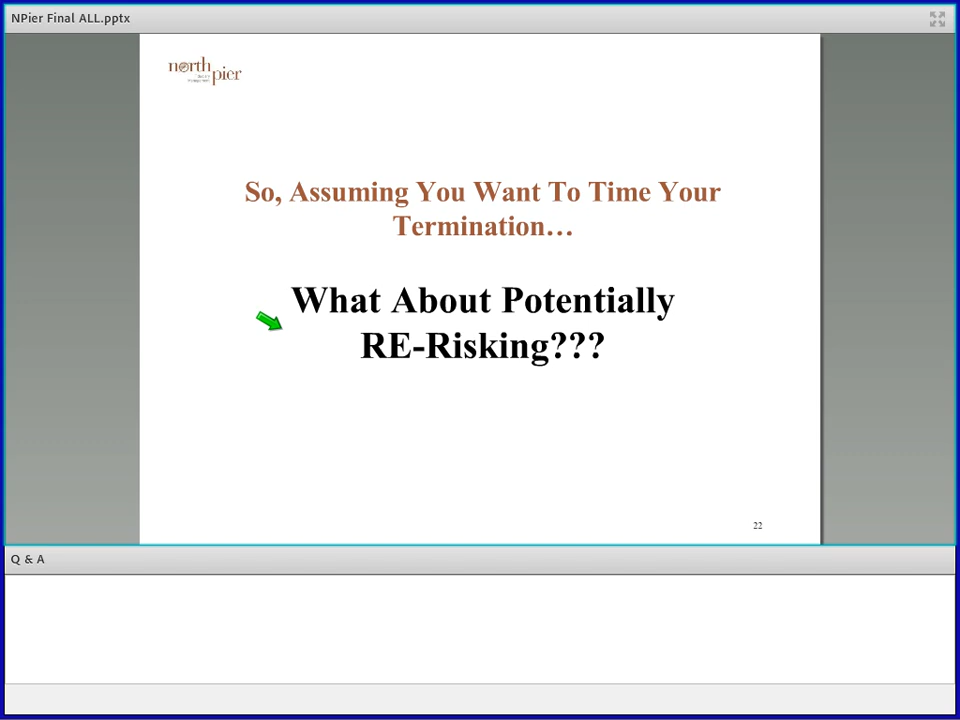 NPier Final ALL.pptx
north
pier
So, Assuming You Want To Time Your
Termination…
What About Potentially
RE-Risking???
22
Q & A